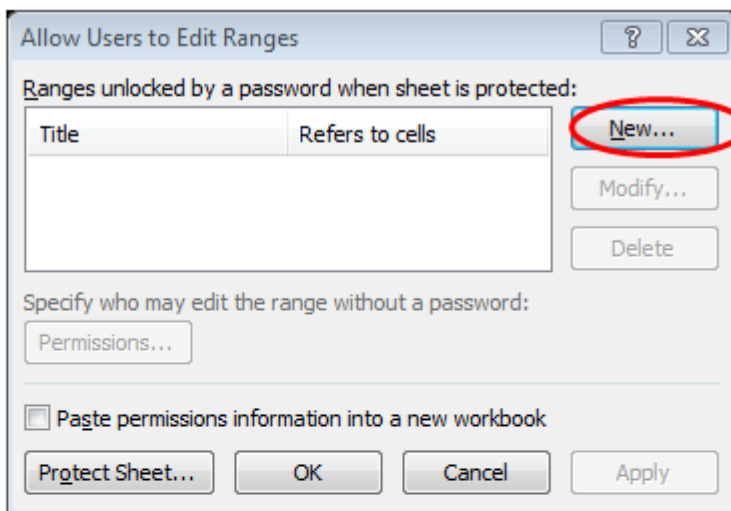 Allow Users to Edit Ranges
Ranges unlocked by a password when sheet is protected:
Title Refers to cells New...
Modify...
Delete
Specify who may edit the range without a password:
Permissions...
Paste permissions information into a new workbook
Protect Sheet... OK Cancel Apply